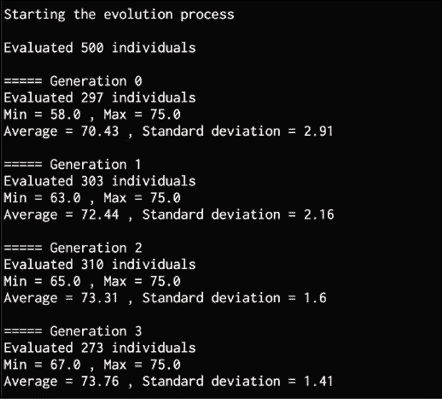 Starting the evolution process
Evaluated 500 individuals
===== Generation 0
Evaluated 297 individuals
Min = 58.0 , Max = 75.0
Average = 70.43 , Standard deviation = 2.91
===== Generation 1
Evaluated 303 individuals
Min = 63.0 , Max = 75.0
Average = 72.44 , Standard deviation = 2.16
===== Generation 2
Evaluated 310 individuals
Min = 65.0 , Max = 75.0
Average = 73.31 , Standard deviation = 1.6
===== Generation 3
Evaluated 273 individuals
Min = 67.0 , Max = 75.0
Average = 73.76 , Standard deviation = 1.41